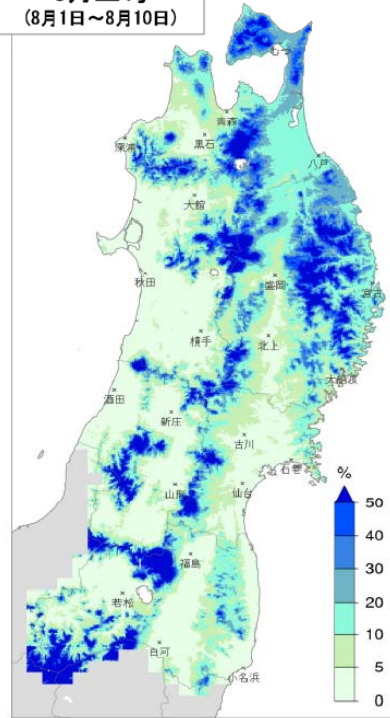 (8月1日～8月10日)
むつ
青森
深浦
黒石
八戸
大館
秋田
盛岡
宮古
横手
北上
大船渡
酒田
新庄
古川
石巻
山形
仙台
%
50
40
30
20
10
5
0
福島
若松
白河
小名浜